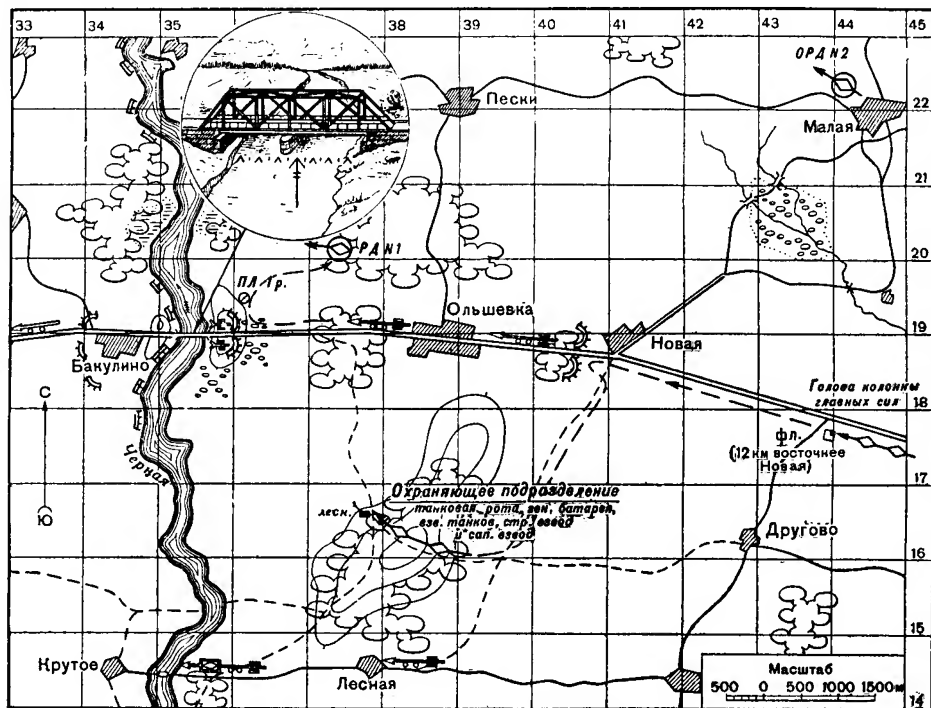 33 34 35 38 39 40 41 42 43 44 45
ОРД N2
22
Пески
Малая
21
20
РД N1
ПЛ/1р.
Ольшевка
19
Бакулино
Новая
Голова колонны
главных сил
С
18
фл.
(12 км восточнее
Новая)
17
Черная
Ю
Охраняющее подразделение
танковая рота, зен. батарея,
взв. танков, стр. взвод
и сап. взвод
лесн.
Другово
16
15
Крутое
Лесная
Масштаб
500 0 500 1000 1500м
14